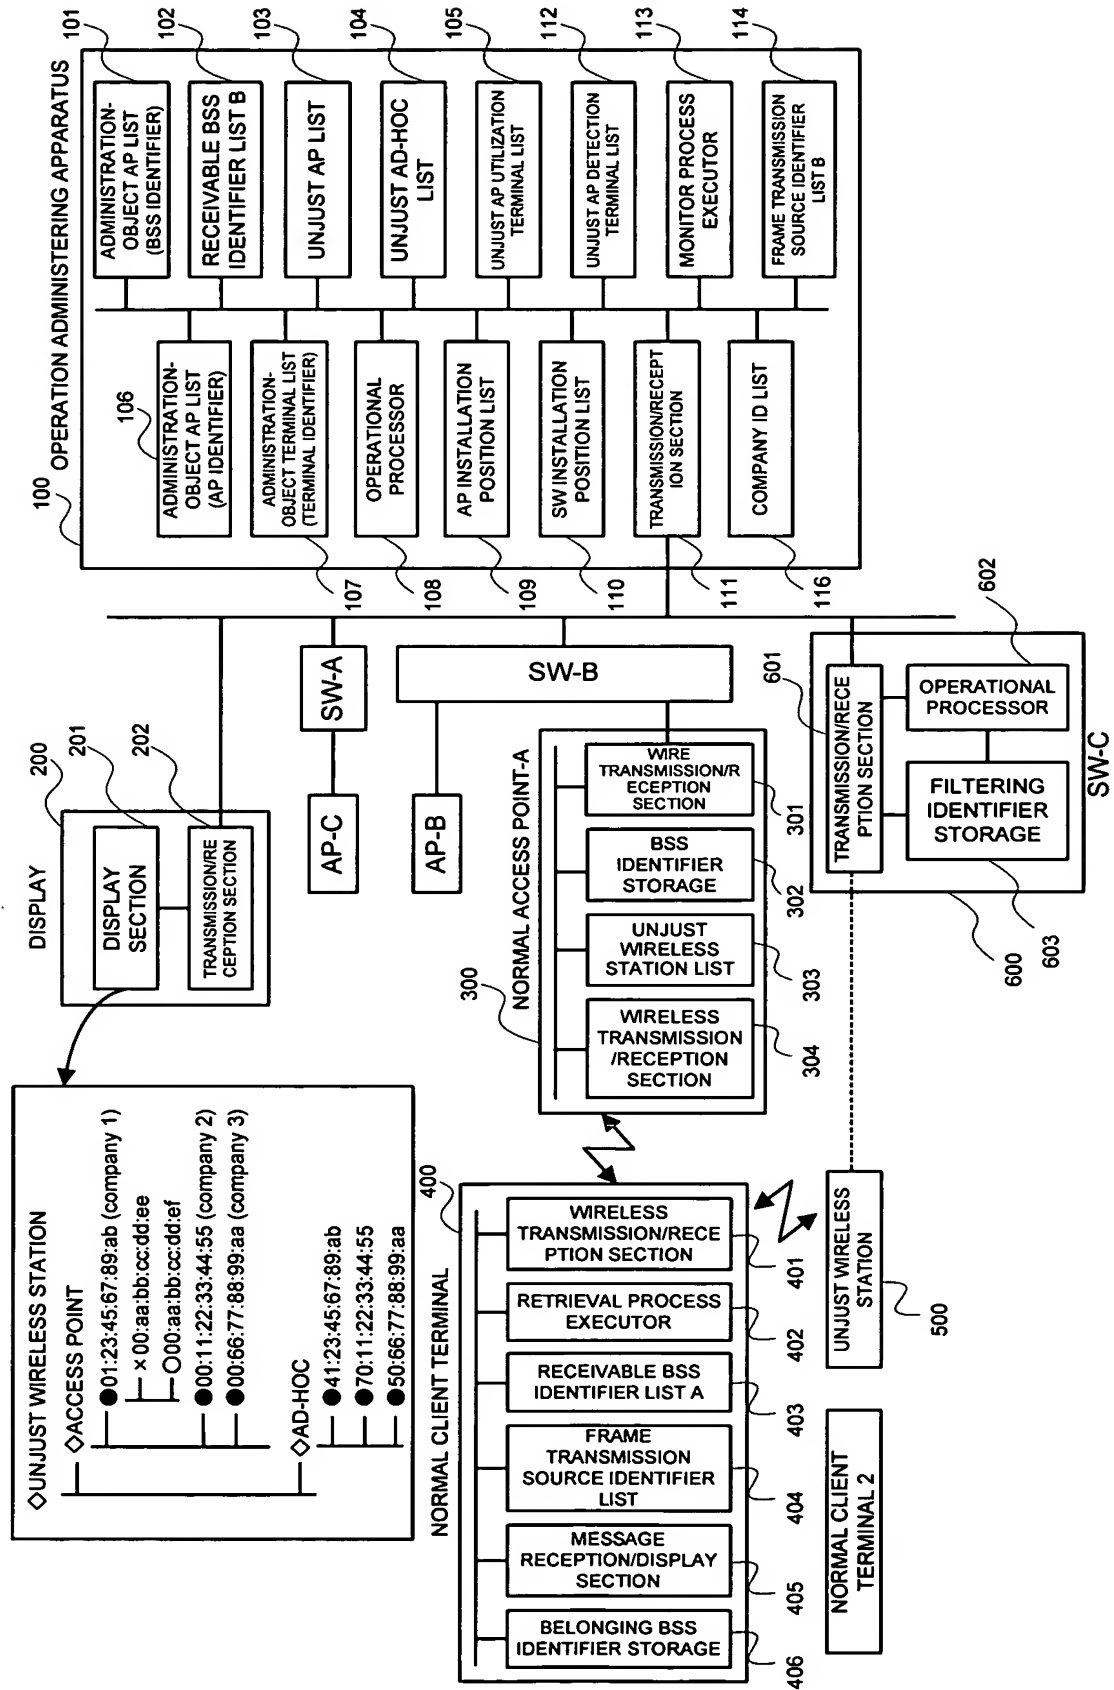 ◇UNJUST WIRELESS STATION
◇ACCESS POINT
●01:23:45:67:89:ab (company 1)
×00:aa:bb:cc:dd:ee
○00:aa:bb:cc:dd:ef
●00:11:22:33:44:55 (company 2)
●00:66:77:88:99:aa (company 3)
◇AD-HOC
●41:23:45:67:89:ab
●70:11:22:33:44:55
●50:66:77:88:99:aa
DISPLAY
200
201
202
DISPLAY
SECTION
TRANSMISSION/RE
CEPTION SECTION
OPERATION ADMINISTERING APPARATUS
100
101
ADMINISTRATION-
OBJECT AP LIST
(BSS IDENTIFIER)
102
RECEIVABLE BSS
IDENTIFIER LIST B
103
UNJUST AP LIST
104
UNJUST AD-HOC
LIST
105
UNJUST AP UTILIZATION
TERMINAL LIST
112
UNJUST AP DETECTION
TERMINAL LIST
113
MONITOR PROCESS
EXECUTOR
114
FRAME TRANSMISSION
SOURCE IDENTIFIER
LIST B
106
ADMINISTRATION-
OBJECT AP LIST
(AP IDENTIFIER)
ADMINISTRATION-
OBJECT TERMINAL LIST
(TERMINAL IDENTIFIER)
107
OPERATIONAL
PROCESSOR
108
AP INSTALLATION
POSITION LIST
109
SW INSTALLATION
POSITION LIST
110
TRANSMISSION/RECEPT
ION SECTION
111
COMPANY ID LIST
116
SW-A
AP-C
SW-B
AP-B
NORMAL ACCESS POINT-A
300
WIRE
TRANSMISSION/R
ECEPTION
SECTION
301
BSS
IDENTIFIER
STORAGE
302
UNJUST
WIRELESS
STATION LIST
303
WIRELESS
TRANSMISSION
/RECEPTION
SECTION
304
601
602
TRANSMISSION/RECE
PTION SECTION
OPERATIONAL
PROCESSOR
FILTERING
IDENTIFIER
STORAGE
600
603
SW-C
NORMAL CLIENT TERMINAL
400
WIRELESS
TRANSMISSION/RECE
PTION SECTION
401
RETRIEVAL PROCESS
EXECUTOR
402
RECEIVABLE BSS
IDENTIFIER LIST A
403
FRAME
TRANSMISSION
SOURCE IDENTIFIER
LIST
404
MESSAGE
RECEPTION/DISPLAY
SECTION
405
BELONGING BSS
IDENTIFIER STORAGE
406
UNJUST WIRELESS
STATION
500
NORMAL CLIENT
TERMINAL 2